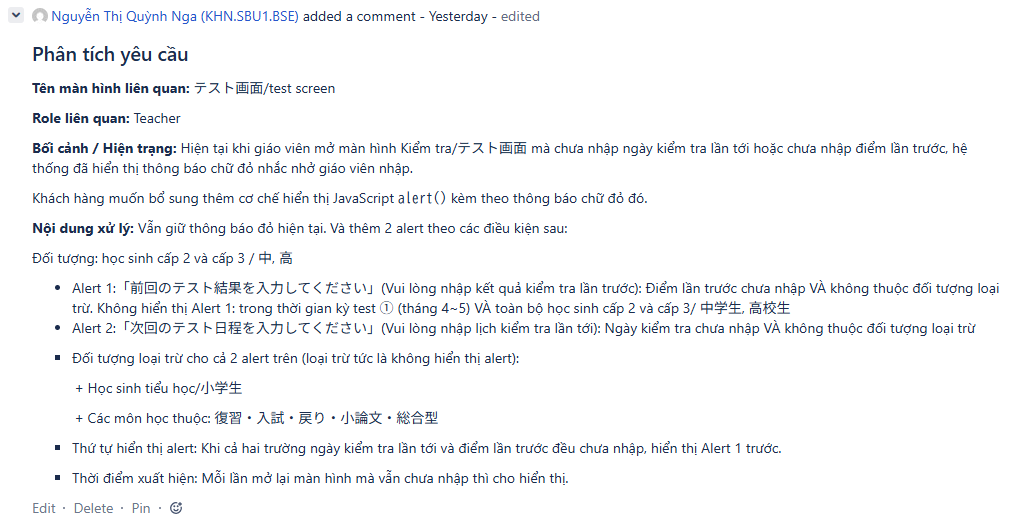 Nguyễn Thị Quỳnh Nga (KHN.SBU1.BSE) added a comment - Yesterday - edited
Phân tích yêu cầu
Tên màn hình liên quan: テスト画面/test screen
Role liên quan: Teacher
Bối cảnh / Hiện trạng: Hiện tại khi giáo viên mở màn hình Kiểm tra/テスト画面 mà chưa nhập ngày kiểm tra lần tới hoặc chưa nhập điểm lần trước, hệ
thống đã hiển thị thông báo chữ đỏ nhắc nhở giáo viên nhập.
Khách hàng muốn bổ sung thêm cơ chế hiển thị JavaScript alert() kèm theo thông báo chữ đỏ đó.
Nội dung xử lý: Vẫn giữ thông báo đỏ hiện tại. Và thêm 2 alert theo các điều kiện sau:
Đối tượng: học sinh cấp 2 và cấp 3 / 中, 高
• Alert 1:「前回のテスト結果を入力してください」(Vui lòng nhập kết quả kiểm tra lần trước): Điểm lần trước chưa nhập VÀ không thuộc đối tượng loại
trừ. Không hiển thị Alert 1: trong thời gian kỳ test ① (tháng 4~5) VÀ toàn bộ học sinh cấp 2 và cấp 3/ 中学生, 高校生
• Alert 2:「次回のテスト日程を入力してください」(Vui lòng nhập lịch kiểm tra lần tới): Ngày kiểm tra chưa nhập VÀ không thuộc đối tượng loại trừ
▪ Đối tượng loại trừ cho cả 2 alert trên (loại trừ tức là không hiển thị alert):
+ Học sinh tiểu học/小学生
+ Các môn học thuộc: 復習・入試・戻り・小論文・総合型
▪ Thứ tự hiển thị alert: Khi cả hai trường ngày kiểm tra lần tới và điểm lần trước đều chưa nhập, hiển thị Alert 1 trước.
▪ Thời điểm xuất hiện: Mỗi lần mở lại màn hình mà vẫn chưa nhập thì cho hiển thị.
Edit · Delete · Pin ·